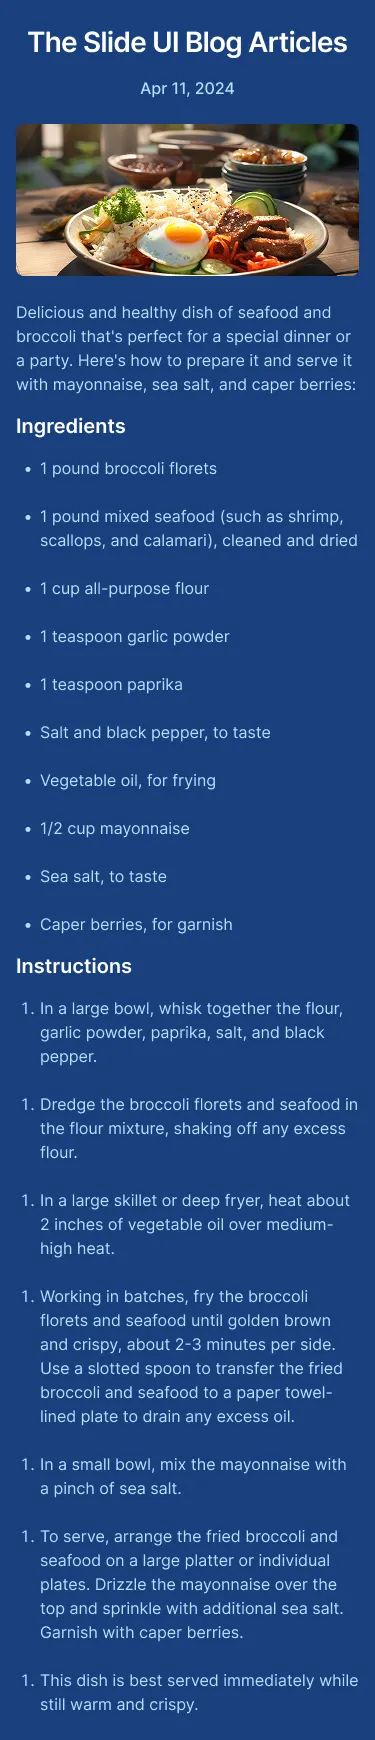 The Slide UI Blog Articles
Apr 11, 2024
Delicious and healthy dish of seafood and
broccoli that's perfect for a special dinner or
a party. Here's how to prepare it and serve it
with mayonnaise, sea salt, and caper berries:
Ingredients
• 1 pound broccoli florets
• 1 pound mixed seafood (such as shrimp,
scallops, and calamari), cleaned and dried
• 1 cup all-purpose flour
• 1 teaspoon garlic powder
• 1 teaspoon paprika
• Salt and black pepper, to taste
• Vegetable oil, for frying
• 1/2 cup mayonnaise
• Sea salt, to taste
• Caper berries, for garnish
Instructions
1. In a large bowl, whisk together the flour,
garlic powder, paprika, salt, and black
pepper.
1. Dredge the broccoli florets and seafood in
the flour mixture, shaking off any excess
flour.
1. In a large skillet or deep fryer, heat about
2 inches of vegetable oil over medium-
high heat.
1. Working in batches, fry the broccoli
florets and seafood until golden brown
and crispy, about 2-3 minutes per side.
Use a slotted spoon to transfer the fried
broccoli and seafood to a paper towel-
lined plate to drain any excess oil.
1. In a small bowl, mix the mayonnaise with
a pinch of sea salt.
1. To serve, arrange the fried broccoli and
seafood on a large platter or individual
plates. Drizzle the mayonnaise over the
top and sprinkle with additional sea salt.
Garnish with caper berries.
1. This dish is best served immediately while
still warm and crispy.